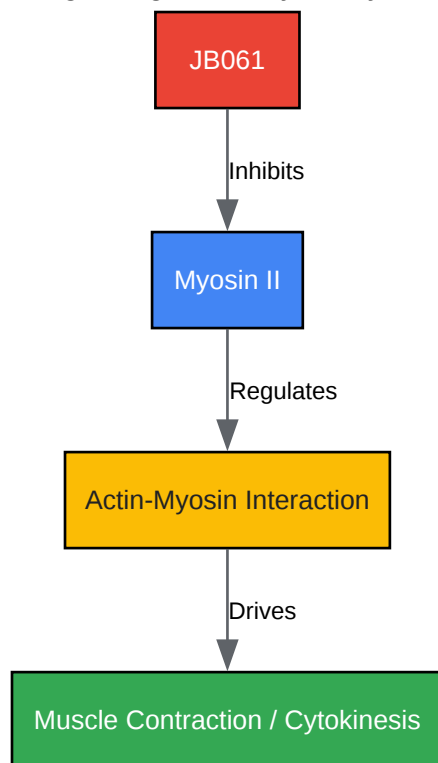 JB061
Inhibits
Myosin II
Regulates
Actin-Myosin Interaction
Drives
Muscle Contraction / Cytokinesis